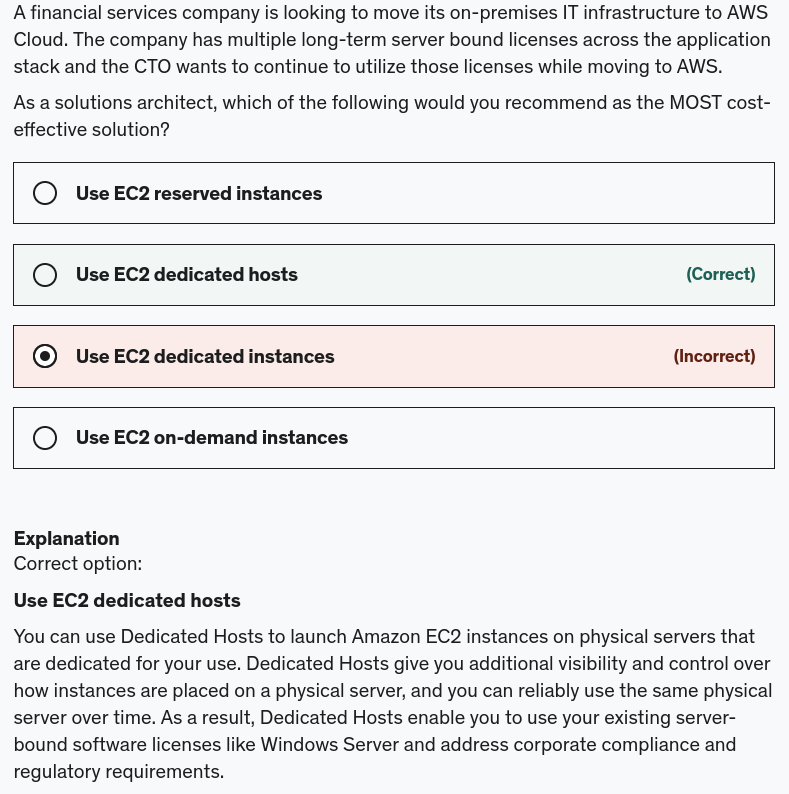 A financial services company is looking to move its on-premises IT infrastructure to AWS
Cloud. The company has multiple long-term server bound licenses across the application
stack and the CTO wants to continue to utilize those licenses while moving to AWS.
As a solutions architect, which of the following would you recommend as the MOST cost-
effective solution?
Use EC2 reserved instances
Use EC2 dedicated hosts (Correct)
Use EC2 dedicated instances (Incorrect)
Use EC2 on-demand instances
Explanation
Correct option:
Use EC2 dedicated hosts
You can use Dedicated Hosts to launch Amazon EC2 instances on physical servers that
are dedicated for your use. Dedicated Hosts give you additional visibility and control over
how instances are placed on a physical server, and you can reliably use the same physical
server over time. As a result, Dedicated Hosts enable you to use your existing server-
bound software licenses like Windows Server and address corporate compliance and
regulatory requirements.